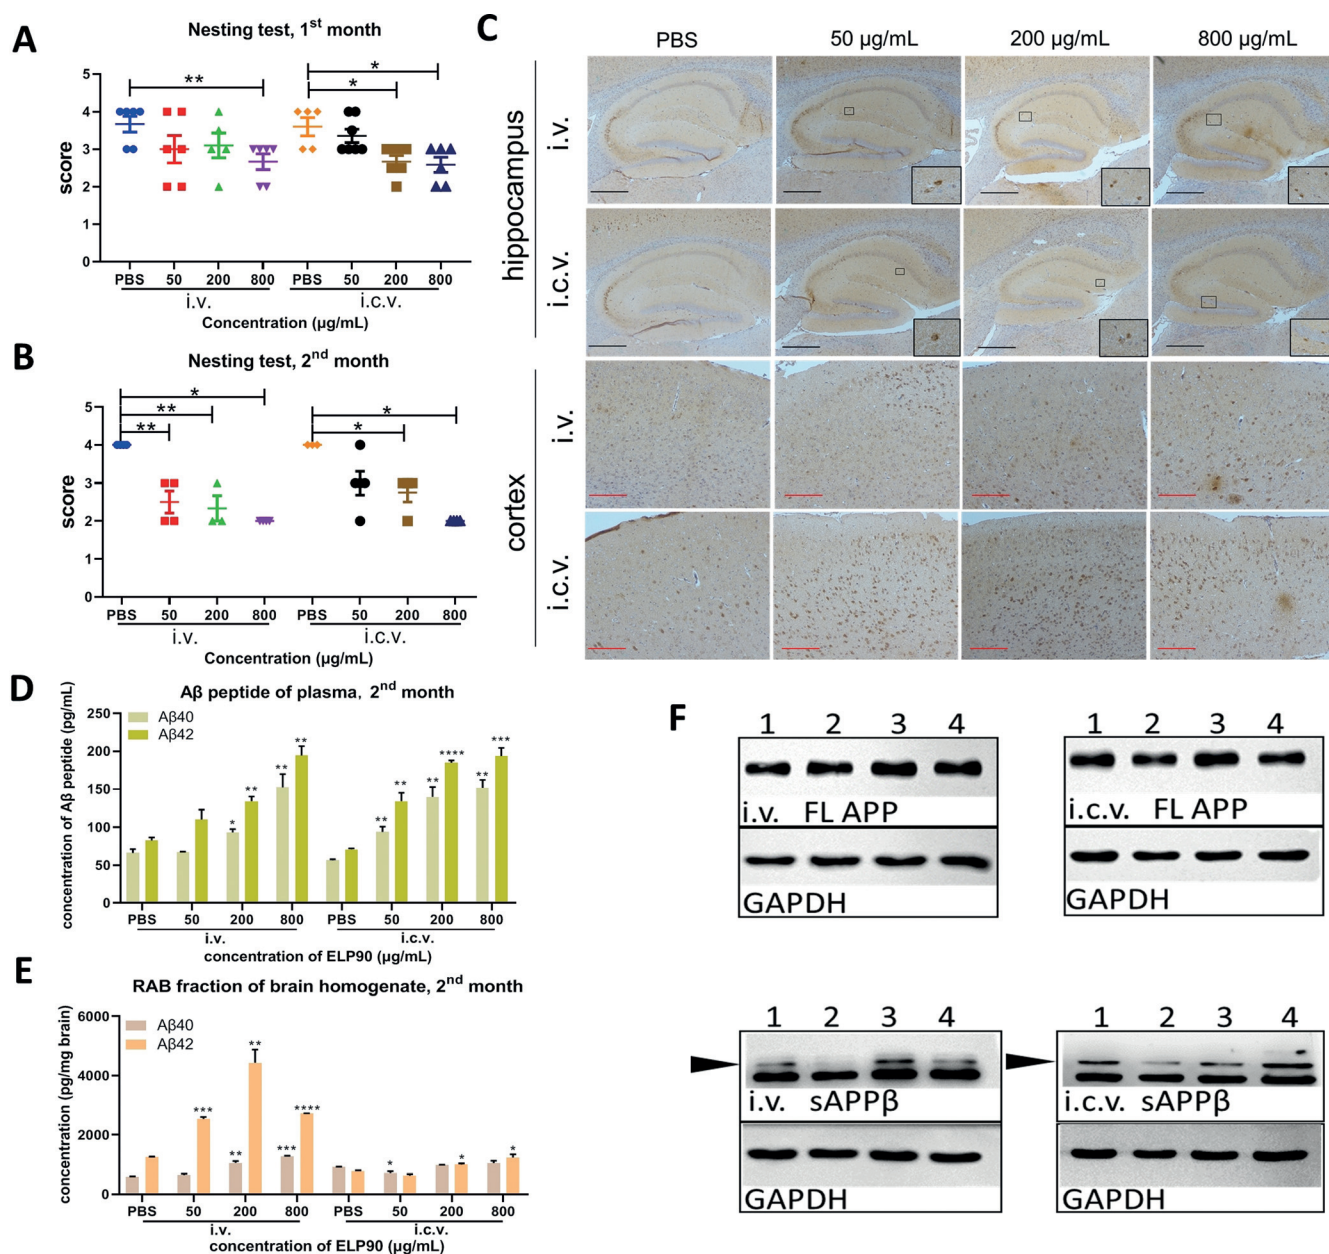 A
Nesting test, 1st month
score
5
4
3
2
1
0
** * *
PBS 50 200 800 PBS 50 200 800
i.v. i.c.v.
Concentration (µg/mL)
B
Nesting test, 2nd month
score
5
4
3
2
1
0
* ** ** * *
PBS 50 200 800 PBS 50 200 800
i.v. i.c.v.
Concentration (µg/mL)
C
PBS 50 µg/mL 200 µg/mL 800 µg/mL
hippocampus
i.v.
i.c.v.
cortex
i.v.
i.c.v.
D
Aβ peptide of plasma, 2nd month
concentration of Aβ peptide (pg/mL)
250
200
150
100
50
0
Aβ40
Aβ42
* ** ** ** ** ** ** **** ** ***
PBS 50 200 800 PBS 50 200 800
i.v. i.c.v.
concentration of ELP90 (µg/mL)
E
RAB fraction of brain homogenate, 2nd month
concentration (pg/mg brain)
6000
4000
2000
0
Aβ40
Aβ42
*** ** ** *** **** * * *
PBS 50 200 800 PBS 50 200 800
i.v. i.c.v.
concentration of ELP90 (µg/mL)
F
1 2 3 4
i.v. FL APP
GAPDH
1 2 3 4
i.c.v. FL APP
GAPDH
1 2 3 4
i.v. sAPPβ
GAPDH
1 2 3 4
i.c.v. sAPPβ
GAPDH